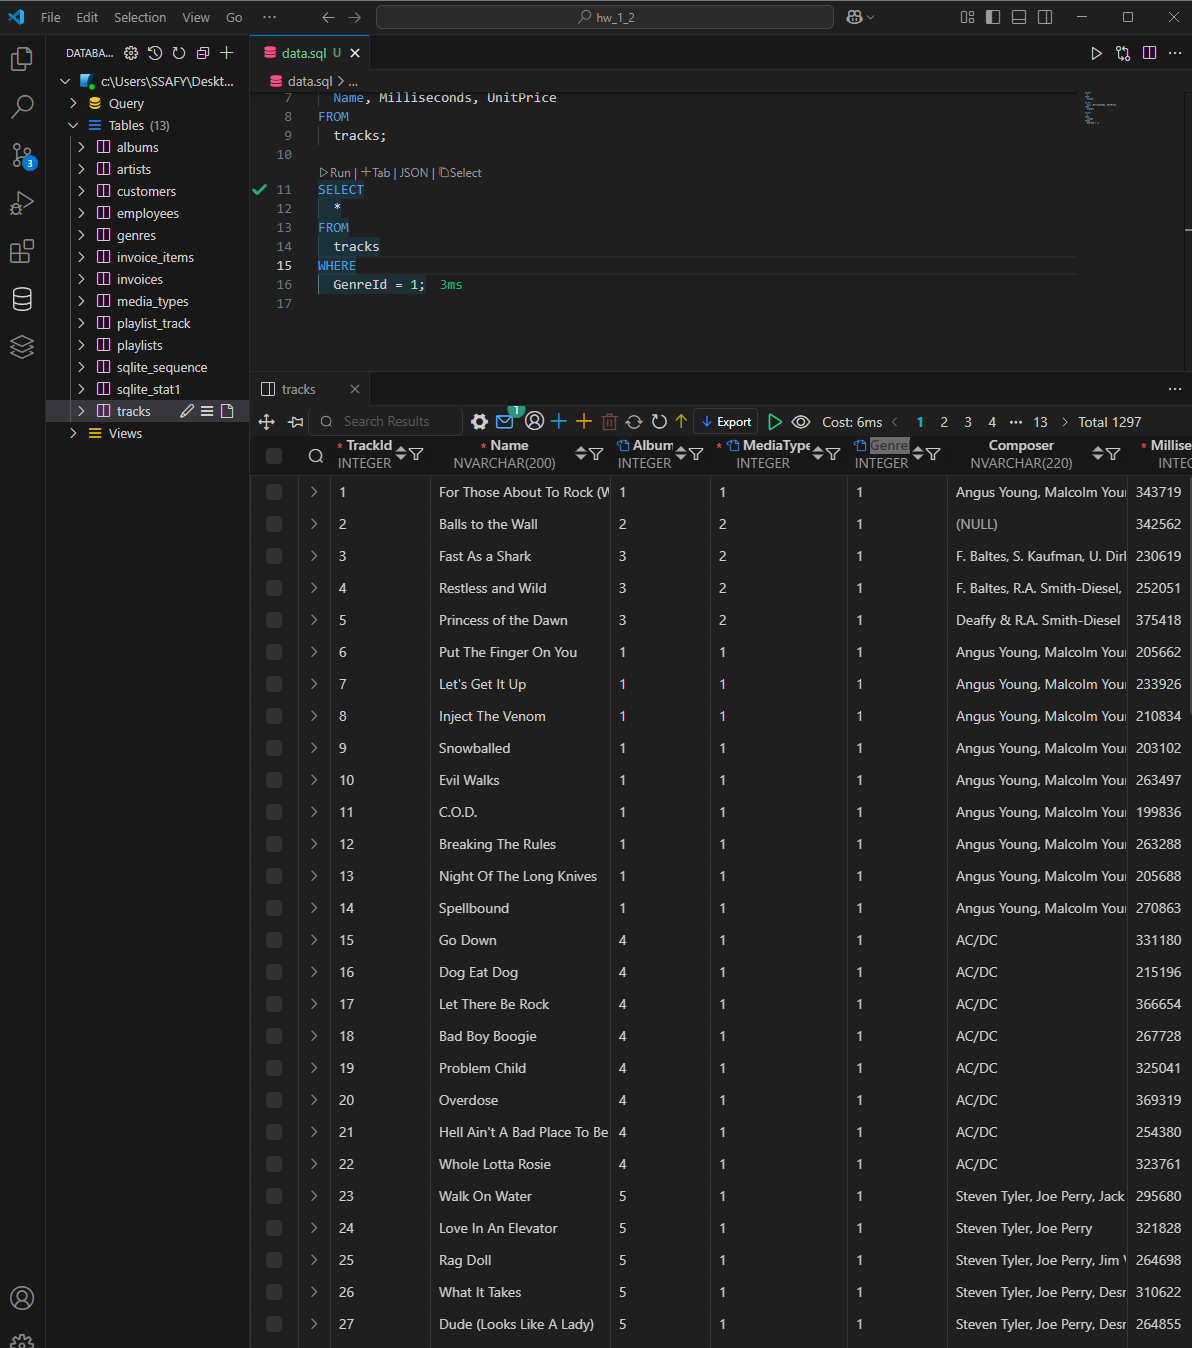 File Edit Selection View Go ··· hw_1_2
DATABA...
c:\Users\SSAFY\Deskt...
Query
Tables (13)
albums
artists
customers
employees
genres
invoice_items
invoices
media_types
playlist_track
playlists
sqlite_sequence
sqlite_stat1
tracks
Views
3
data.sql U
data.sql > ...
7 Name, Milliseconds, UnitPrice
8 FROM
9 tracks;
10
Run | +Tab | JSON | Select
11 SELECT
12 *
13 FROM
14 tracks
15 WHERE
16 GenreId = 1; 3ms
17
tracks
Search Results 1 Export Cost: 6ms 1 2 3 4 ··· 13 Total 1297
* TrackId * Name Album * MediaType Genre Composer * Millise
INTEGER NVARCHAR(200) INTEGER INTEGER INTEGER NVARCHAR(220) INTEG
1 For Those About To Rock (W 1 1 1 Angus Young, Malcolm You 343719
2 Balls to the Wall 2 2 1 (NULL) 342562
3 Fast As a Shark 3 2 1 F. Baltes, S. Kaufman, U. Dir 230619
4 Restless and Wild 3 2 1 F. Baltes, R.A. Smith-Diesel, 252051
5 Princess of the Dawn 3 2 1 Deaffy & R.A. Smith-Diesel 375418
6 Put The Finger On You 1 1 1 Angus Young, Malcolm You 205662
7 Let's Get It Up 1 1 1 Angus Young, Malcolm You 233926
8 Inject The Venom 1 1 1 Angus Young, Malcolm You 210834
9 Snowballed 1 1 1 Angus Young, Malcolm You 203102
10 Evil Walks 1 1 1 Angus Young, Malcolm You 263497
11 C.O.D. 1 1 1 Angus Young, Malcolm You 199836
12 Breaking The Rules 1 1 1 Angus Young, Malcolm You 263288
13 Night Of The Long Knives 1 1 1 Angus Young, Malcolm You 205688
14 Spellbound 1 1 1 Angus Young, Malcolm You 270863
15 Go Down 4 1 1 AC/DC 331180
16 Dog Eat Dog 4 1 1 AC/DC 215196
17 Let There Be Rock 4 1 1 AC/DC 366654
18 Bad Boy Boogie 4 1 1 AC/DC 267728
19 Problem Child 4 1 1 AC/DC 325041
20 Overdose 4 1 1 AC/DC 369319
21 Hell Ain't A Bad Place To Be 4 1 1 AC/DC 254380
22 Whole Lotta Rosie 4 1 1 AC/DC 323761
23 Walk On Water 5 1 1 Steven Tyler, Joe Perry, Jack 295680
24 Love In An Elevator 5 1 1 Steven Tyler, Joe Perry 321828
25 Rag Doll 5 1 1 Steven Tyler, Joe Perry, Jim 264698
26 What It Takes 5 1 1 Steven Tyler, Joe Perry, Desr 310622
27 Dude (Looks Like A Lady) 5 1 1 Steven Tyler, Joe Perry, Desr 264855